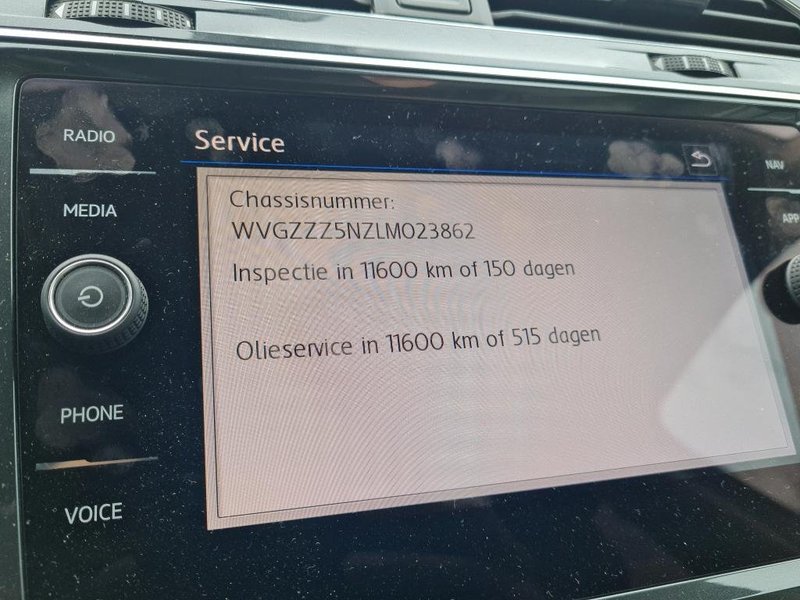 RADIO
MEDIA
PHONE
VOICE
Service
Chassisnummer:
WVGZZZ5NZLM023862
Inspectie in 11600 km of 150 dagen
Olieservice in 11600 km of 515 dagen
NAV
APP